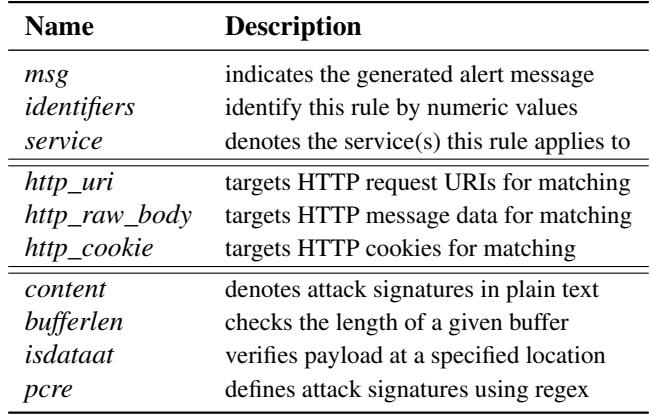 Name Description
msg indicates the generated alert message
identifiers identify this rule by numeric values
service denotes the service(s) this rule applies to
http_uri targets HTTP request URIs for matching
http_raw_body targets HTTP message data for matching
http_cookie targets HTTP cookies for matching
content denotes attack signatures in plain text
bufferlen checks the length of a given buffer
isdataat verifies payload at a specified location
pcre defines attack signatures using regex